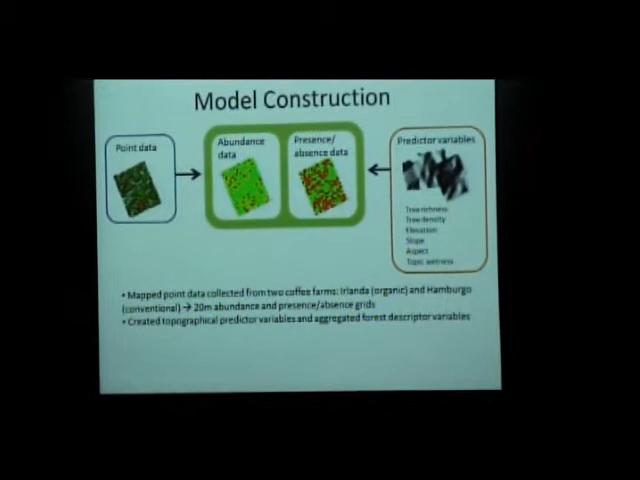 Model Construction
Point data
Abundance
data
Presence/
absence data
Predictor variables
Tree richness
Tree density
Elevation
Slope
Aspect
Topic wetness
• Mapped point data collected from two coffee farms: Irlanda (organic) and Hamburgo
(conventional) → 20m abundance and presence/absence grids
• Created topographical predictor variables and aggregated forest descriptor variables